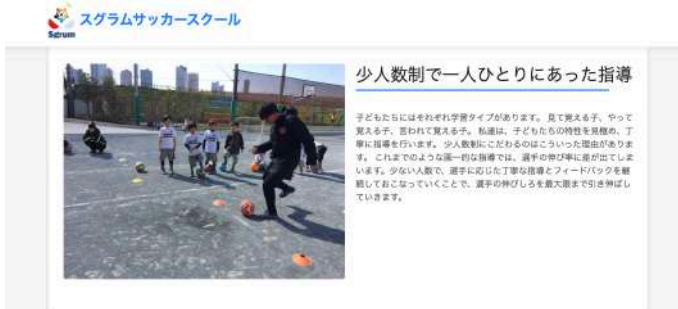 スグラムサッカースクール
Sgrum
少人数制で一人ひとりにあった指導
子どもたちにはそれぞれ学習タイプがあります。 見て覚える子、やって
覚える子、言われて覚える子。 私達は、子どもたちの特性を見極め、丁
寧に指導を行います。 少人数制にこだわるのはこういった理由がありま
す。 これまでのような画一的な指導では、選手の伸び率に差が出てしま
います。少ない人数で、選手に応じた丁寧な指導とフィードバックを継
続しておこなっていくことで、選手の伸びしろを最大限まで引き伸ばし
ていきます。